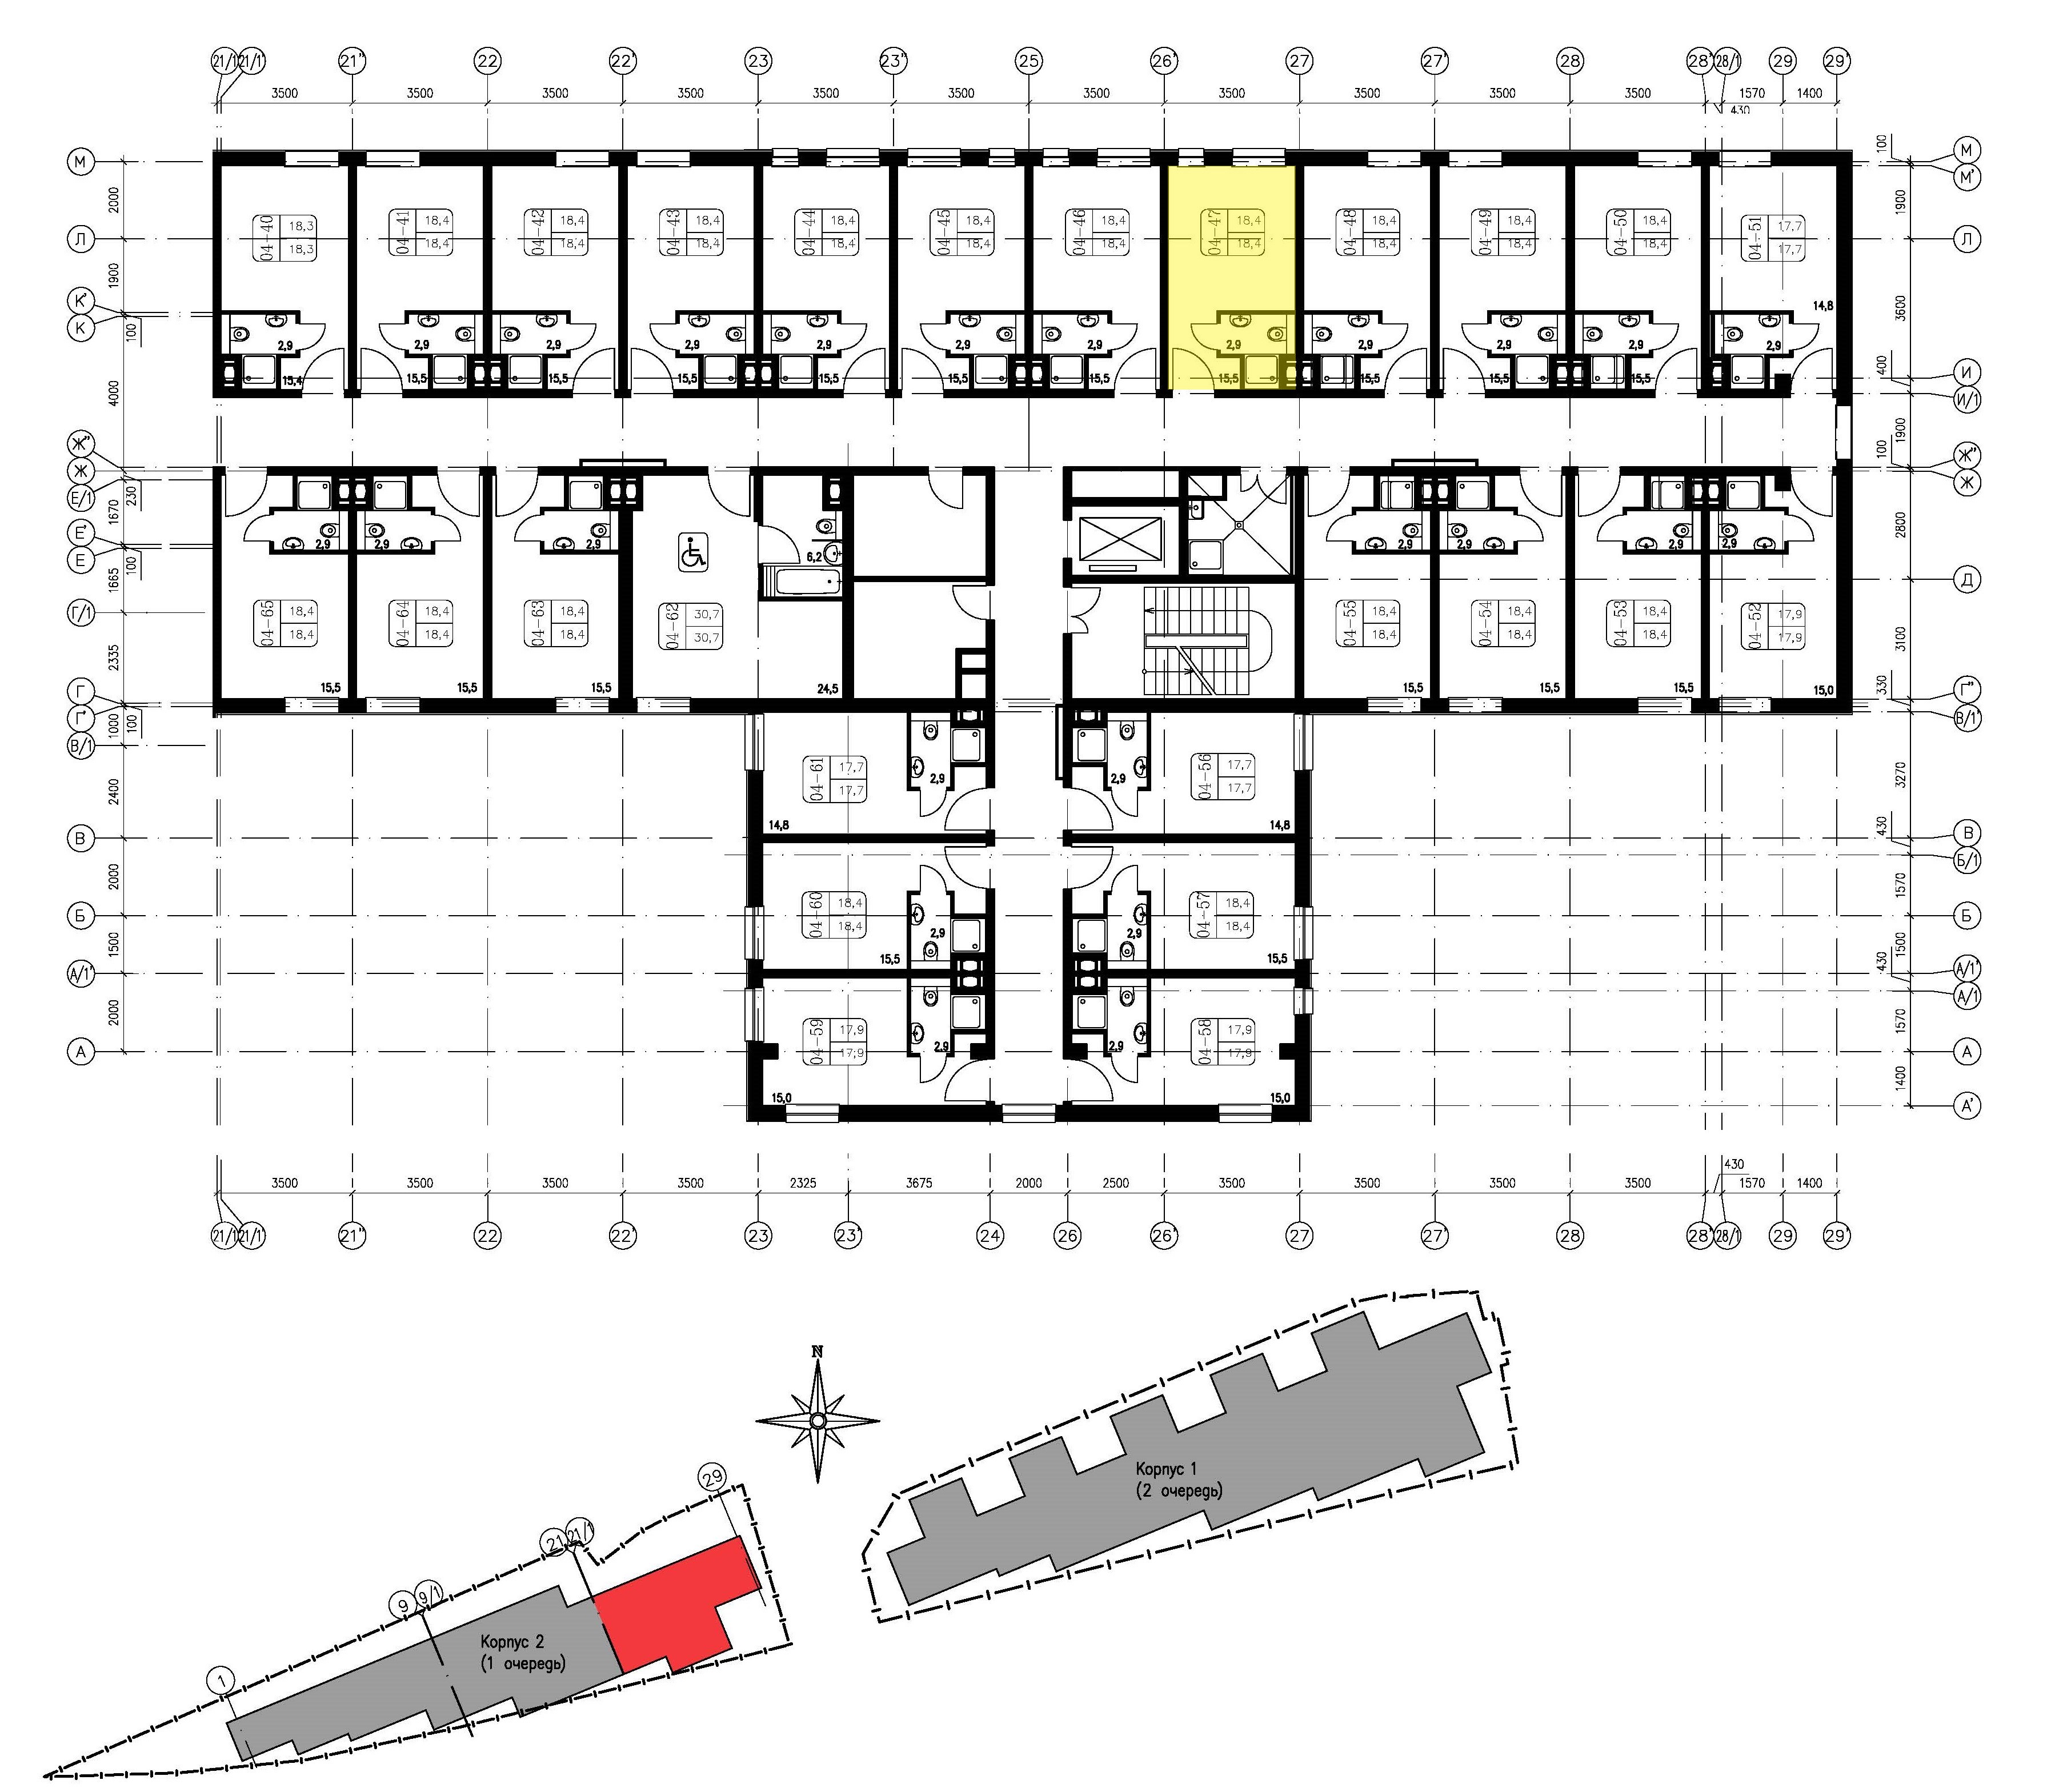 21/1 21/1' 21" 22 22' 23 23" 25 26' 27 27' 28 28' 28/1 29 29'
3500 3500 3500 3500 3500 3500 3500 3500 3500 3500 3500 1570 1400
430
М 100 М
М'
2000 1900
04-40 18,3 18,3
04-41 18,4 18,4
04-42 18,4 18,4
04-43 18,4 18,4
04-44 18,4 18,4
04-45 18,4 18,4
04-46 18,4 18,4
04-47 18,4 18,4
04-48 18,4 18,4
04-49 18,4 18,4
04-50 18,4 18,4
04-51 17,7 17,7
Л Л
1900 3600
К' 14,8
К 100
2,9 2,9 2,9 2,9 2,9 2,9 2,9 2,9 2,9 2,9 2,9 2,9
15,4 15,5 15,5 15,5 15,5 15,5 15,5 15,5 15,5 15,5 15,5
400 И
И/1
4000 1900
Ж" 100 Ж"
Ж Ж
Е/1 230
1670 2800
Е'
Е 100
2,9 2,9 2,9 6,2 2,9 2,9 2,9 2,9
1665 Д
04-65 18,4 18,4
04-64 18,4 18,4
04-63 18,4 18,4
04-62 30,7 30,7
04-55 18,4 18,4
04-54 18,4 18,4
04-53 18,4 18,4
04-52 17,9 17,9
Г/1
2335 3100
15,5 15,5 15,5 24,5 15,5 15,5 15,5 15,0
Г 330 Г"
Г' 1000 100 В/1'
В/1
04-61 17,7 17,7
2,9 2,9
04-56 17,7 17,7
2400 3270
14,8 14,8
В 430 В
Б/1
2000 1570
04-60 18,4 18,4
2,9 2,9
04-57 18,4 18,4
Б Б
1500 1500
15,5 15,5
А/1' 430 А/1'
А/1
2000 1570
04-59 17,9 17,9
2,9 2,9
04-58 17,9 17,9
А А
1400
15,0 15,0
А'
430
3500 3500 3500 3500 2325 3675 2000 2500 3500 3500 3500 3500 1570 1400
21/1 21/1' 21" 22 22' 23 23' 24 26 26' 27 27' 28 28' 28/1 29 29'
N
Корпус 1
(2 очередь)
29
21 21/1
9 9/1
Корпус 2
(1 очередь)
1